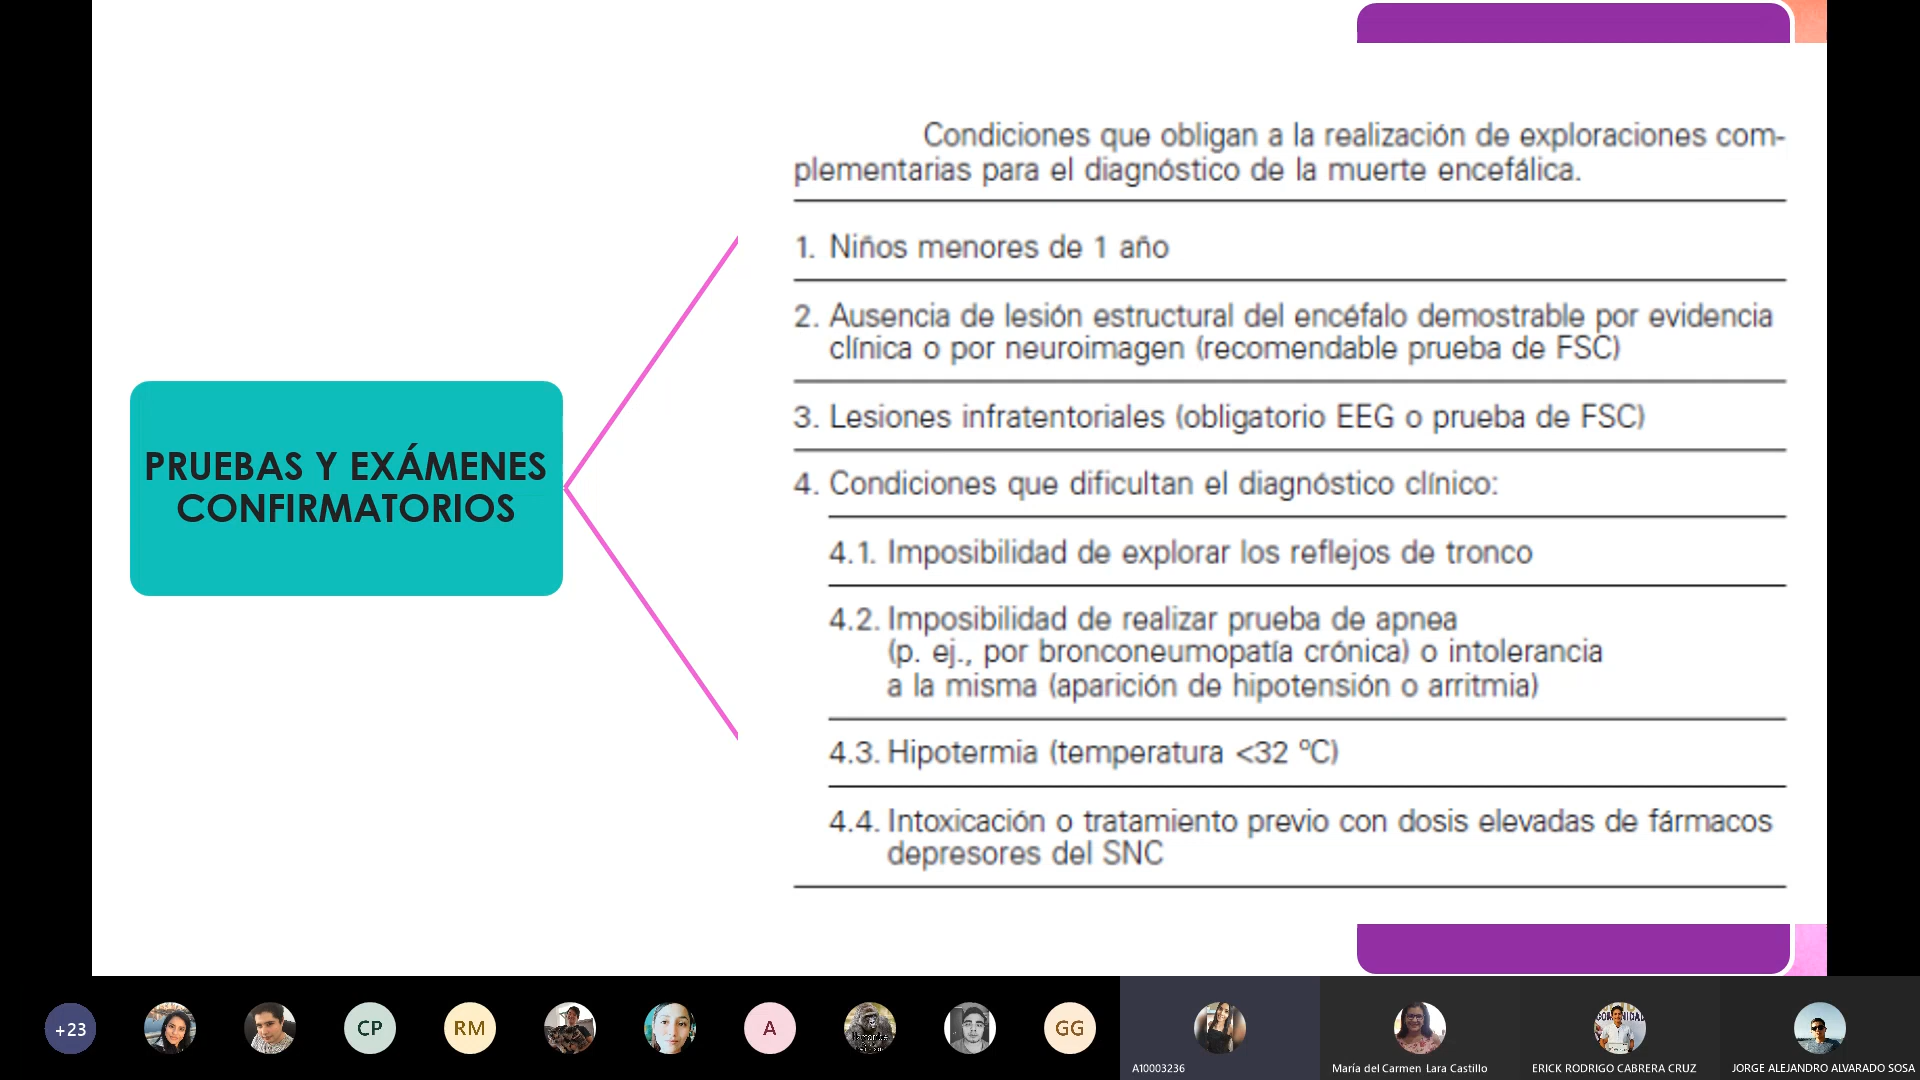 Condiciones que obligan a la realización de exploraciones com-
plementarias para el diagnóstico de la muerte encefálica.
1. Niños menores de 1 año
2. Ausencia de lesión estructural del encéfalo demostrable por evidencia
clínica o por neuroimagen (recomendable prueba de FSC)
3. Lesiones infratentoriales (obligatorio EEG o prueba de FSC)
4. Condiciones que dificultan el diagnóstico clínico:
4.1. Imposibilidad de explorar los reflejos de tronco
4.2. Imposibilidad de realizar prueba de apnea
(p. ej., por bronconeumopatía crónica) o intolerancia
a la misma (aparición de hipotensión o arritmia)
4.3. Hipotermia (temperatura <32 ºC)
4.4. Intoxicación o tratamiento previo con dosis elevadas de fármacos
depresores del SNC
PRUEBAS Y EXÁMENES
CONFIRMATORIOS
+23
CP
RM
A
GG
A10003236
María del Carmen Lara Castillo
ERICK RODRIGO CABRERA CRUZ
JORGE ALEJANDRO ALVARADO SOSA